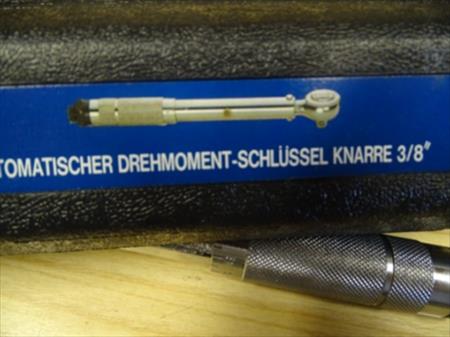 TOMATISCHER DREHMOMENT-SCHLÜSSEL KNARRE 3/8"